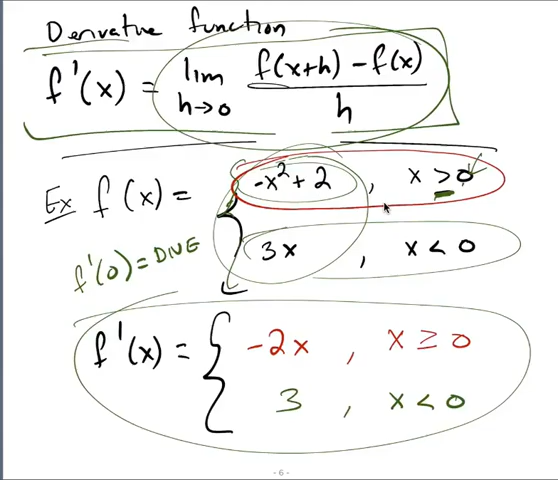 Derivative function
f'(x) = lim h→0 f(x+h) - f(x) / h
Ex f(x) = { -x² + 2 , x ≥ 0
3x , x < 0
f'(0) = DNE
f'(x) = { -2x , x ≥ 0
3 , x < 0
- 6 -